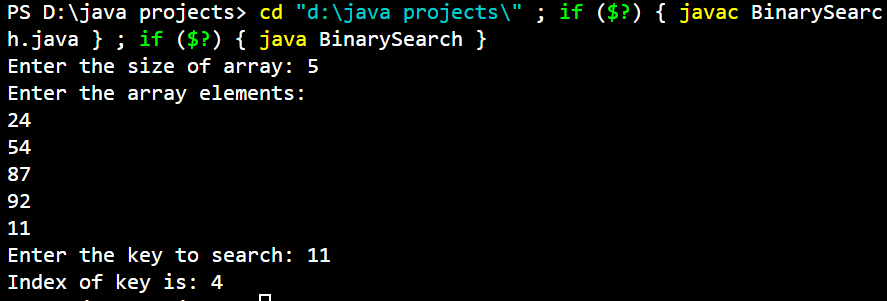 PS D:\java projects> cd "d:\java projects\" ; if ($?) { javac BinarySearc
h.java } ; if ($?) { java BinarySearch }
Enter the size of array: 5
Enter the array elements:
24
54
87
92
11
Enter the key to search: 11
Index of key is: 4